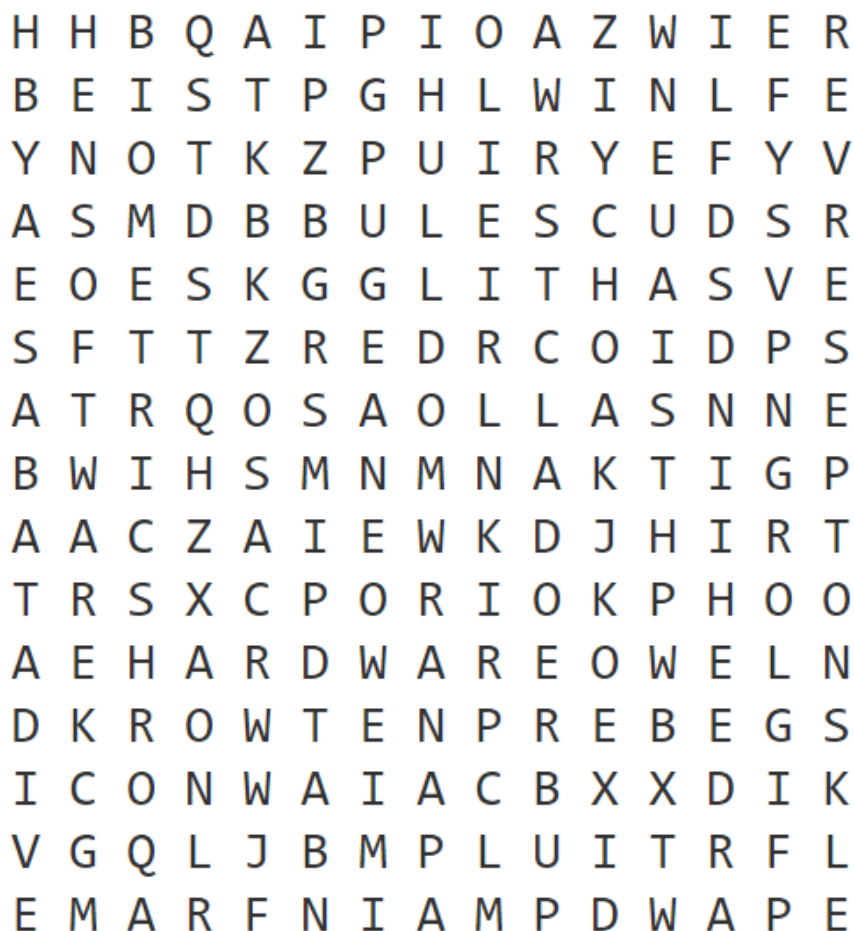 H H B Q A I P I O A Z W I E R
B E I S T P G H L W I N L F E
Y N O T K Z P U I R Y E F Y V
A S M D B B U L E S C U D S R
E O E S K G G L I T H A S V E
S F T T Z R E D R C O I D P S
A T R Q O S A O L L A S N N E
B W I H S M N M N A K T I G P
A A C Z A I E W K D J H I R T
T R S X C P O R I O K P H O O
A E H A R D W A R E O W E L N
D K R O W T E N P R E B E G S
I C O N W A I A C B X X D I K
V G Q L J B M P L U I T R F L
E M A R F N I A M P D W A P E